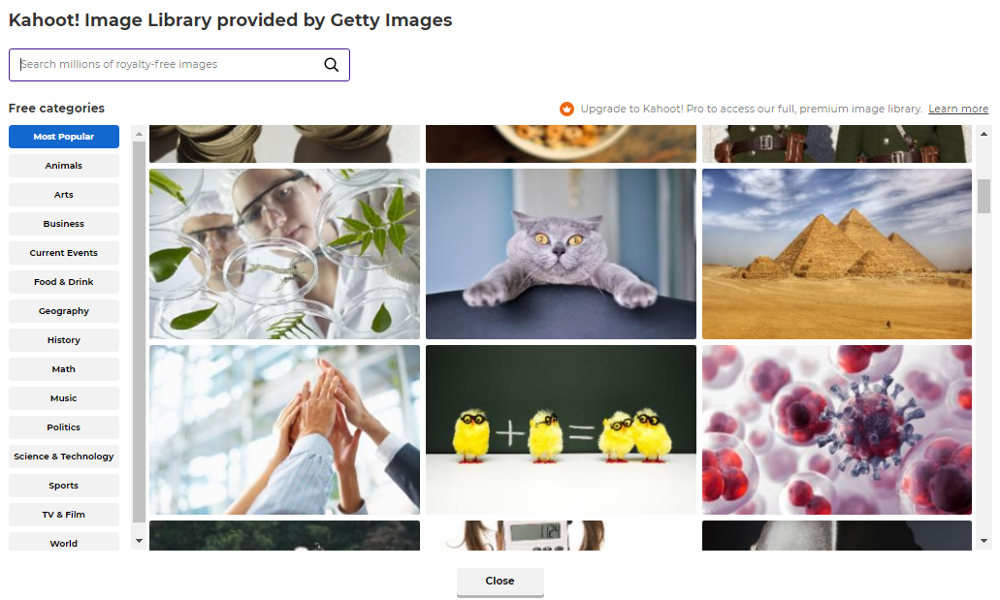 Kahoot! Image Library provided by Getty Images
Search millions of royalty-free images
Free categories
Upgrade to Kahoot! Pro to access our full, premium image library. Learn more
Most Popular
Animals
Arts
Business
Current Events
Food & Drink
Geography
History
Math
Music
Politics
Science & Technology
Sports
TV & Film
World
+ =
1124
Close